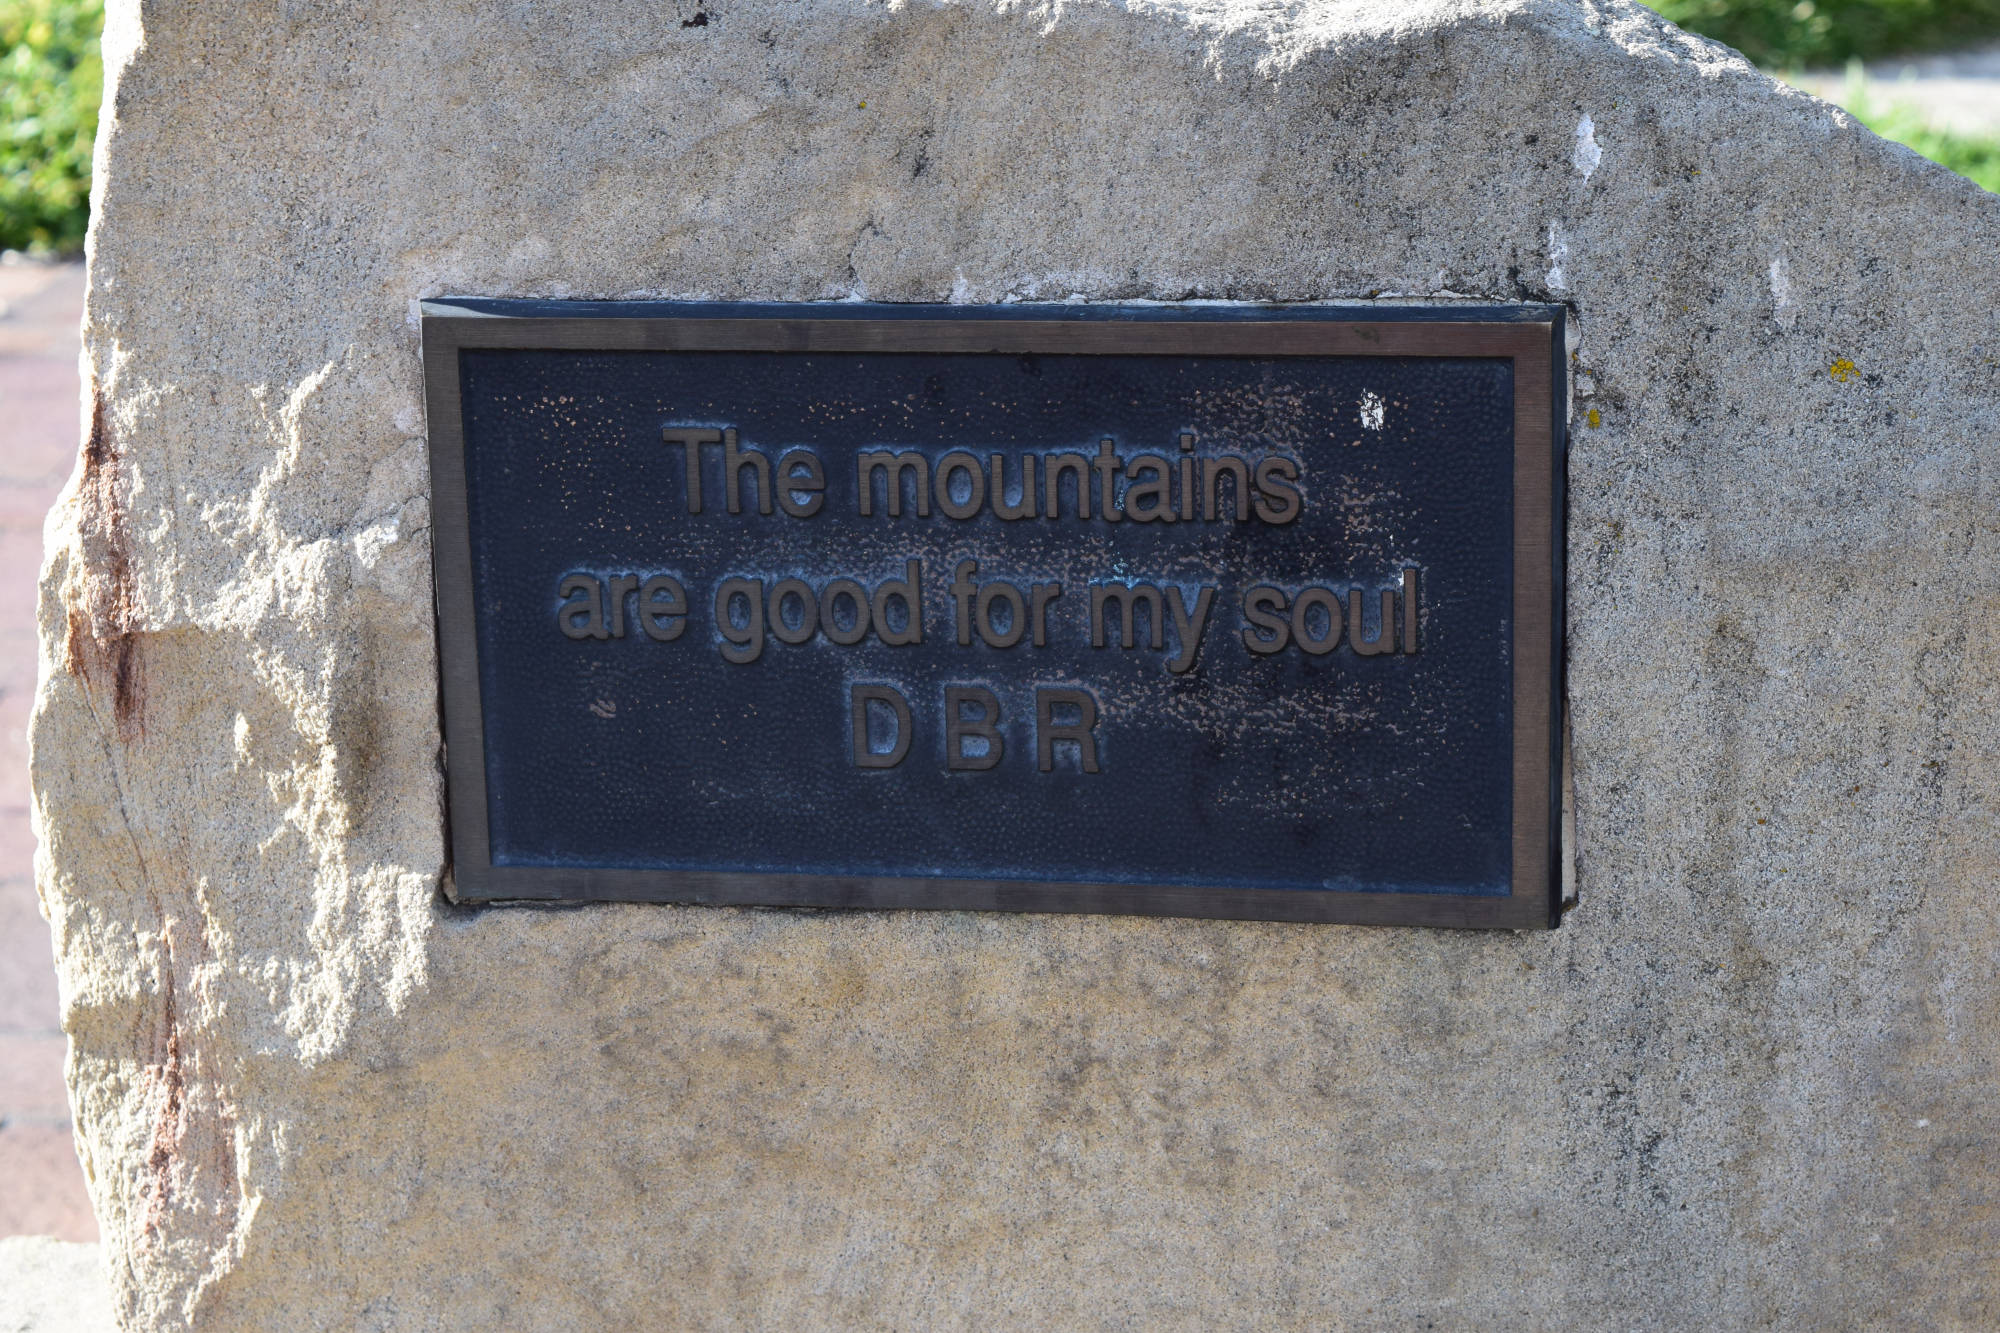 The mountains
are good for my soul
D B R